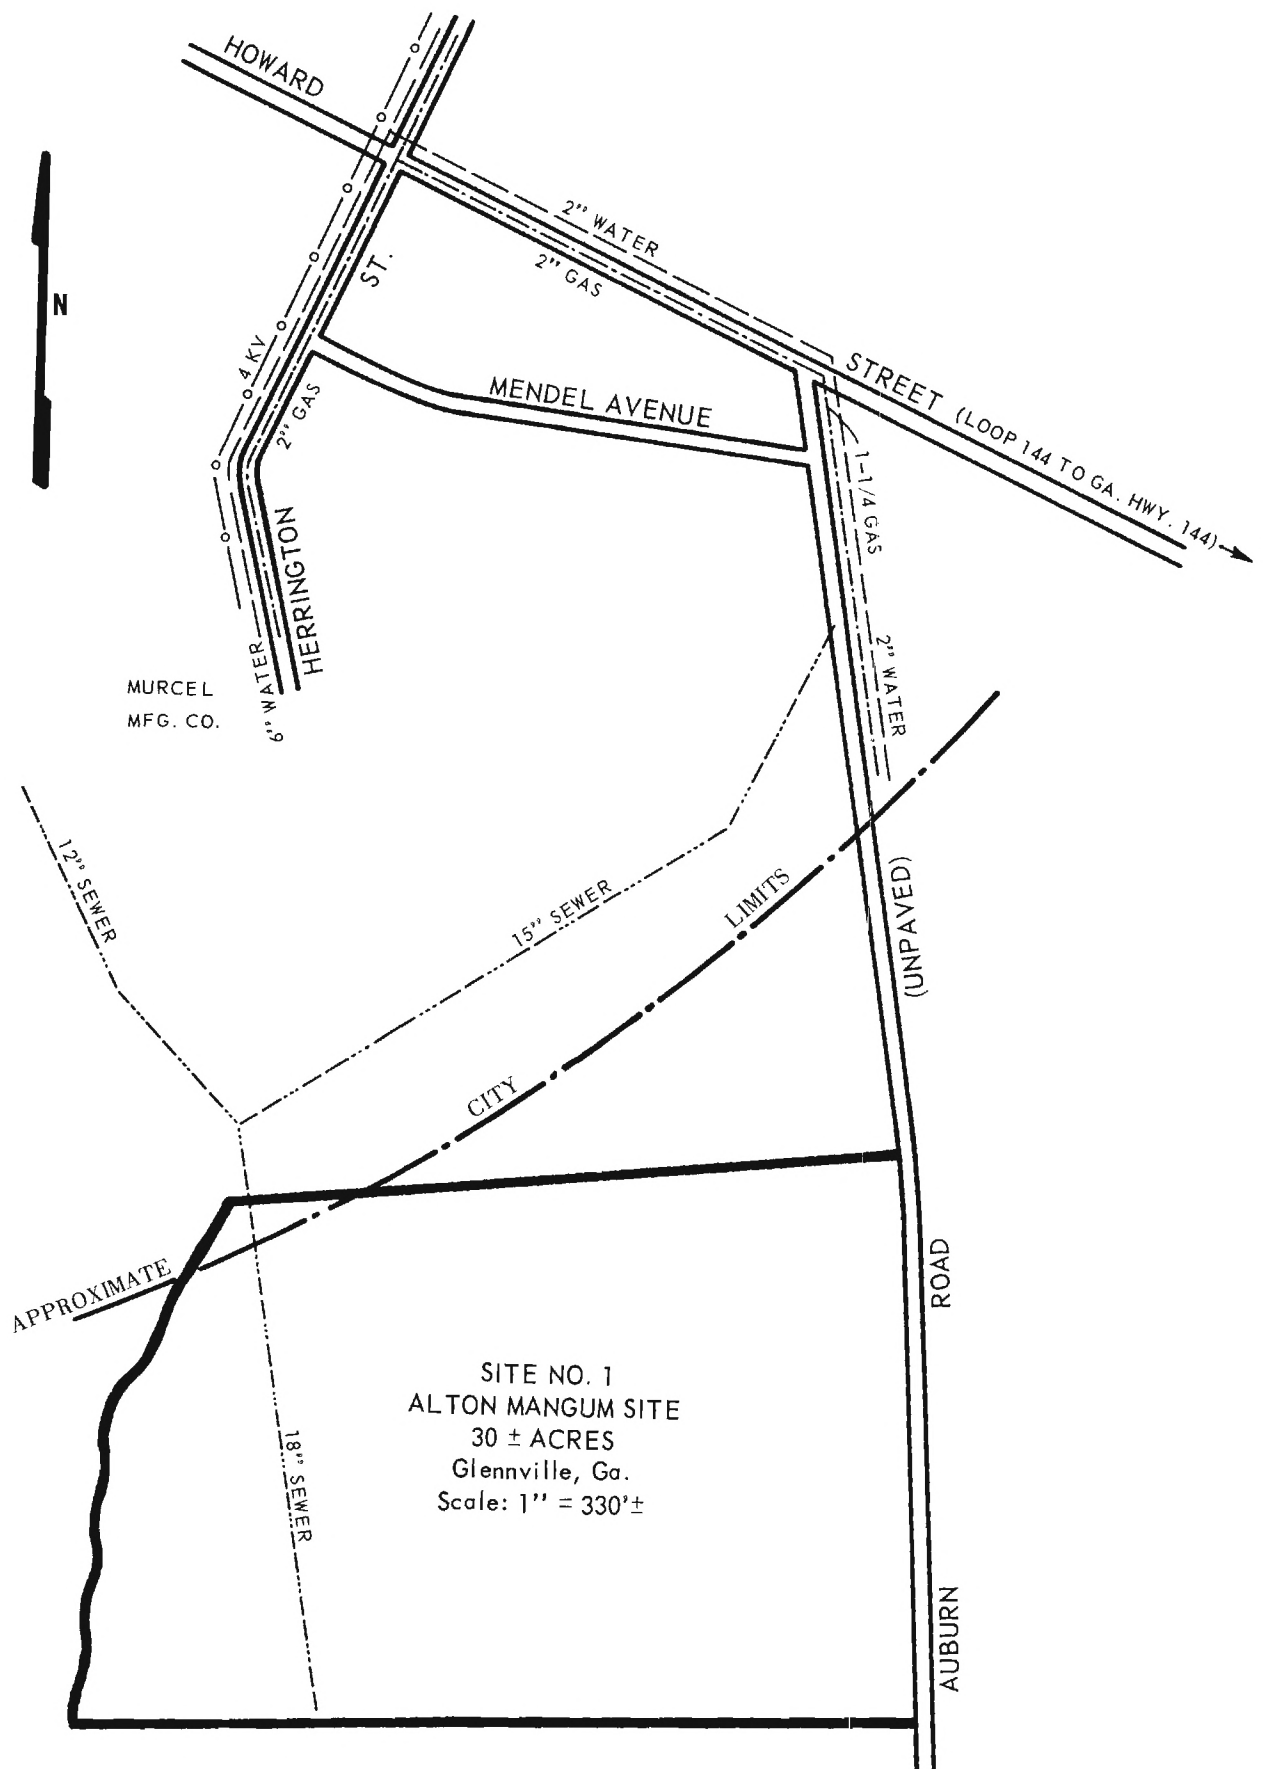 HOWARD
2" WATER
2" GAS
ST.
N
4 KV
2" GAS
MENDEL AVENUE
STREET (LOOP 144 TO GA. HWY. 144)
1-1/4 GAS
HERRINGTON
6" WATER
2" WATER
MURCEL
MFG. CO.
12" SEWER
15" SEWER
(UNPAVED)
APPROXIMATE CITY LIMITS
ROAD
SITE NO. 1
ALTON MANGUM SITE
30 ± ACRES
Glennville, Ga.
Scale: 1" = 330'±
18" SEWER
AUBURN